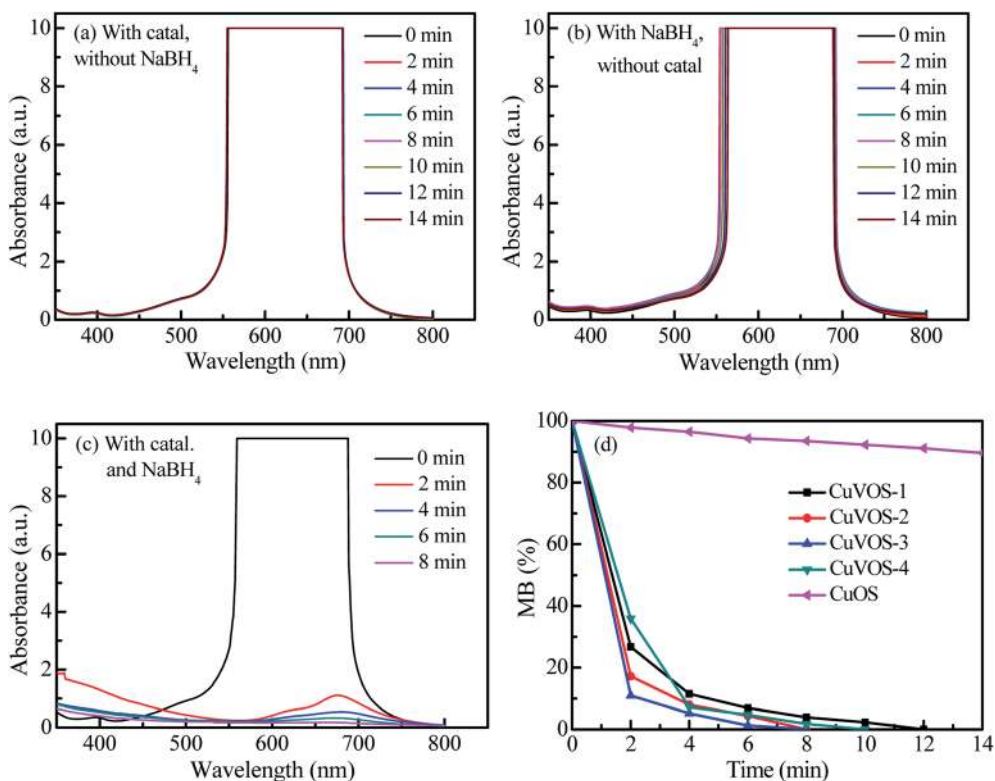 (a) With catal,
without NaBH₄
0 min
2 min
4 min
6 min
8 min
10 min
12 min
14 min
10
8
6
4
2
0
Absorbance (a.u.)
400 500 600 700 800
Wavelength (nm)
(b) With NaBH₄,
without catal
0 min
2 min
4 min
6 min
8 min
10 min
12 min
14 min
10
8
6
4
2
0
Absorbance (a.u.)
400 500 600 700 800
Wavelength (nm)
(c) With catal.
and NaBH₄
0 min
2 min
4 min
6 min
8 min
10
8
6
4
2
0
Absorbance (a.u.)
400 500 600 700 800
Wavelength (nm)
(d)
CuVOS-1
CuVOS-2
CuVOS-3
CuVOS-4
CuOS
100
80
60
40
20
0
MB (%)
0 2 4 6 8 10 12 14
Time (min)